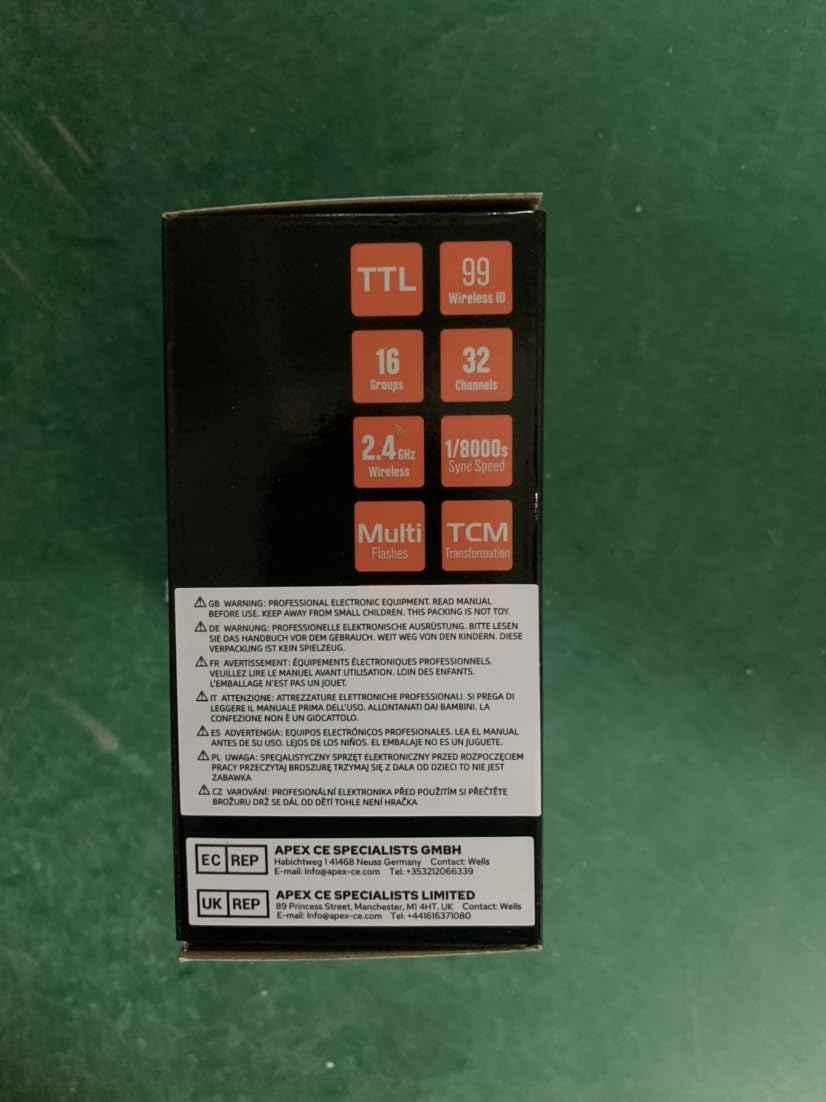 TTL
99
Wireless ID
16
Groups
32
Channels
2.4GHz
Wireless
1/8000s
Sync Speed
Multi
Flashes
TCM
Transformation
GB WARNING: PROFESSIONAL ELECTRONIC EQUIPMENT. READ MANUAL
BEFORE USE. KEEP AWAY FROM SMALL CHILDREN. THIS PACKING IS NOT TOY.
DE WARNUNG: PROFESSIONELLE ELEKTRONISCHE AUSRÜSTUNG. BITTE LESEN
SIE DAS HANDBUCH VOR DEM GEBRAUCH. WEIT WEG VON DEN KINDERN. DIESE
VERPACKUNG IST KEIN SPIELZEUG.
FR AVERTISSEMENT: ÉQUIPEMENTS ÉLECTRONIQUES PROFESSIONNELS.
VEUILLEZ LIRE LE MANUEL AVANT UTILISATION. LOIN DES ENFANTS.
L'EMBALLAGE N'EST PAS UN JOUET.
IT ATTENZIONE: ATTREZZATURE ELETTRONICHE PROFESSIONALI. SI PREGA DI
LEGGERE IL MANUALE PRIMA DELL'USO. ALLONTANATI DAI BAMBINI. LA
CONFEZIONE NON È UN GIOCATTOLO.
ES ADVERTENGIA: EQUIPOS ELECTRÓNICOS PROFESIONALES. LEA EL MANUAL
ANTES DE SU USO. LEJOS DE LOS NIÑOS. EL EMBALAJE NO ES UN JUGUETE.
PL UWAGA: SPECJALISTYCZNY SPRZĘT ELEKTRONICZNY PRZED ROZPOCZĘCIEM
PRACY PRZECZYTAJ BROSZURĘ TRZYMAJ SIĘ Z DALA OD DZIECI TO NIE JEST
ZABAWKA
CZ VAROVÁNÍ: PROFESIONÁLNÍ ELEKTRONIKA PŘED POUŽITÍM SI PŘEČTĚTE
BROŽURU DRŽ SE DÁL OD DĚTÍ TOHLE NENÍ HRAČKA
EC REP
APEX CE SPECIALISTS GMBH
Habichtweg 1 41468 Neuss Germany Contact: Wells
E-mail: Info@apex-ce.com Tel: +353212066339
UK REP
APEX CE SPECIALISTS LIMITED
89 Princess Street, Manchester, M1 4HT, UK Contact: Wells
E-mail: Info@apex-ce.com Tel: +441616371080